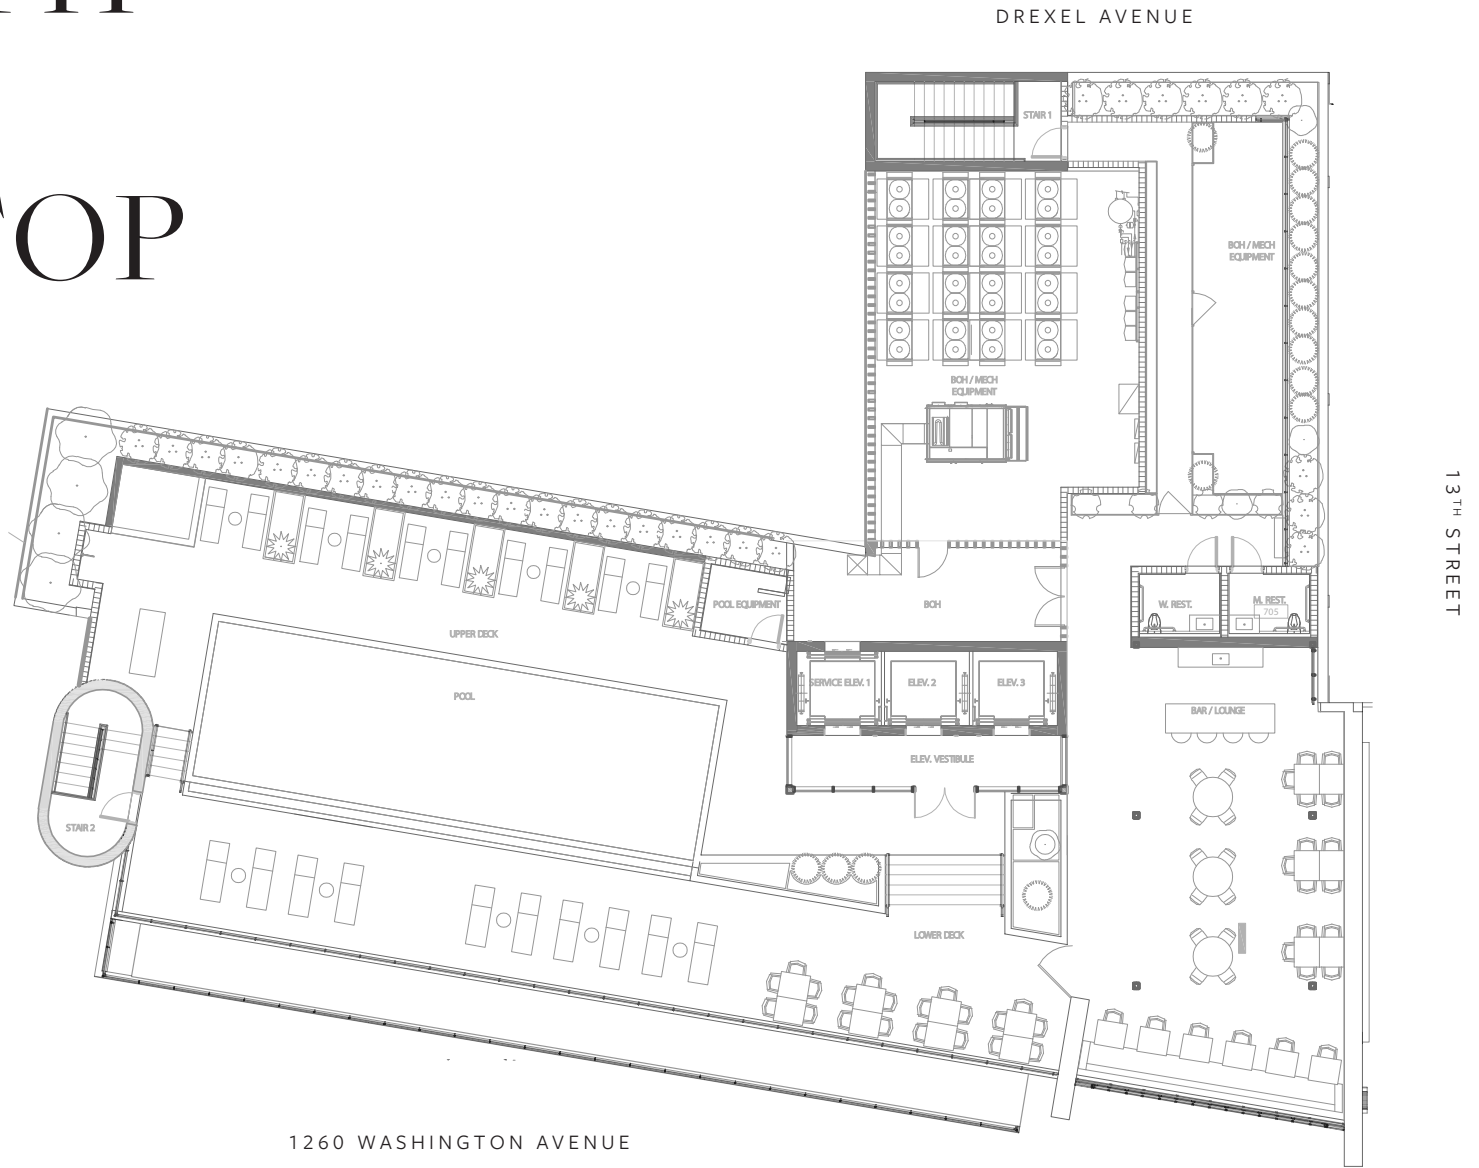 DREXEL AVENUE
TOP
STAIR 1
BOH / MECH
EQUIPMENT
BOH / MECH
EQUIPMENT
13TH STREET
POOL EQUIPMENT
BOH
W. REST.
M. REST.
705
UPPER DECK
POOL
SERVICE ELEV. 1
ELEV. 2
ELEV. 3
BAR / LOUNGE
ELEV. VESTIBULE
STAIR 2
LOWER DECK
1260 WASHINGTON AVENUE